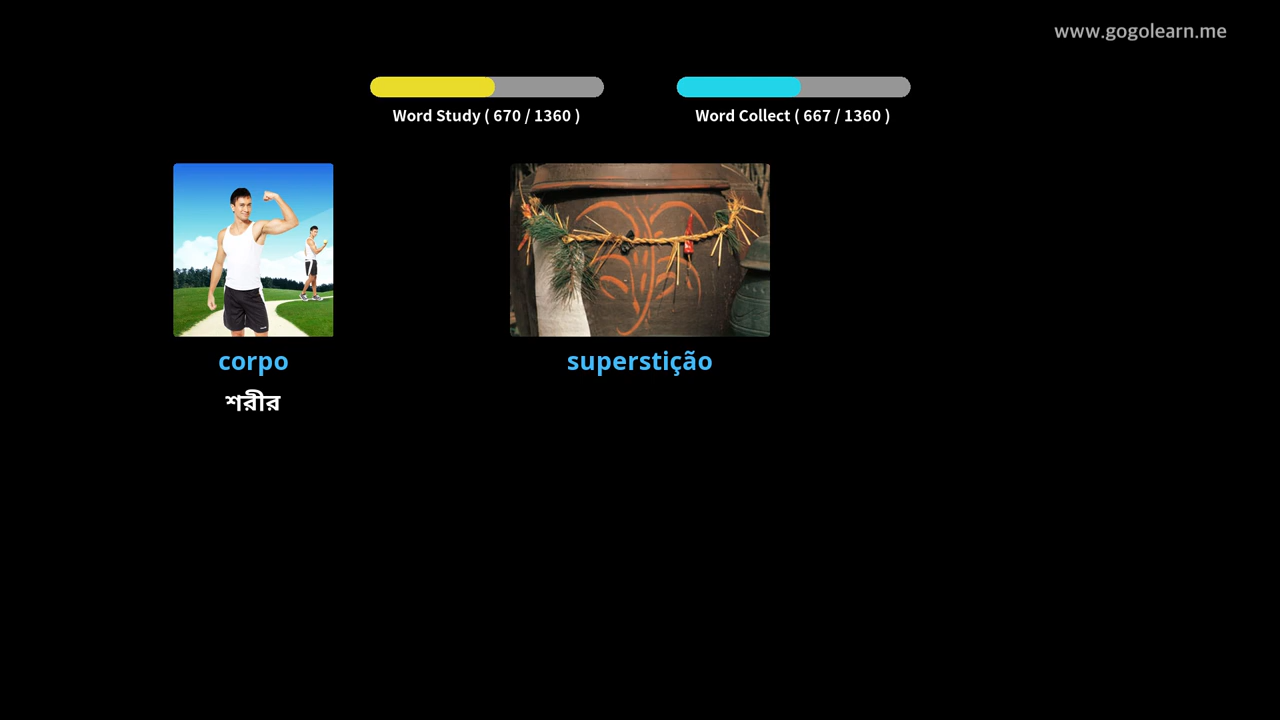 www.gogolearn.me
Word Study ( 670 / 1360 )
Word Collect ( 667 / 1360 )
corpo
superstição
শরীর